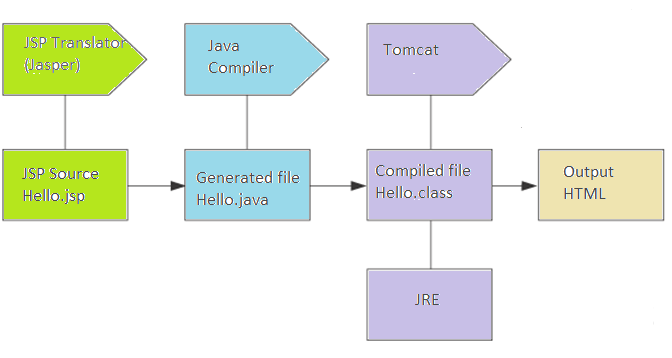 JSP Translator
(Jasper)
Java
Compiler
Tomcat
JSP Source
Hello.jsp
Generated file
Hello.java
Compiled file
Hello.class
Output
HTML
JRE